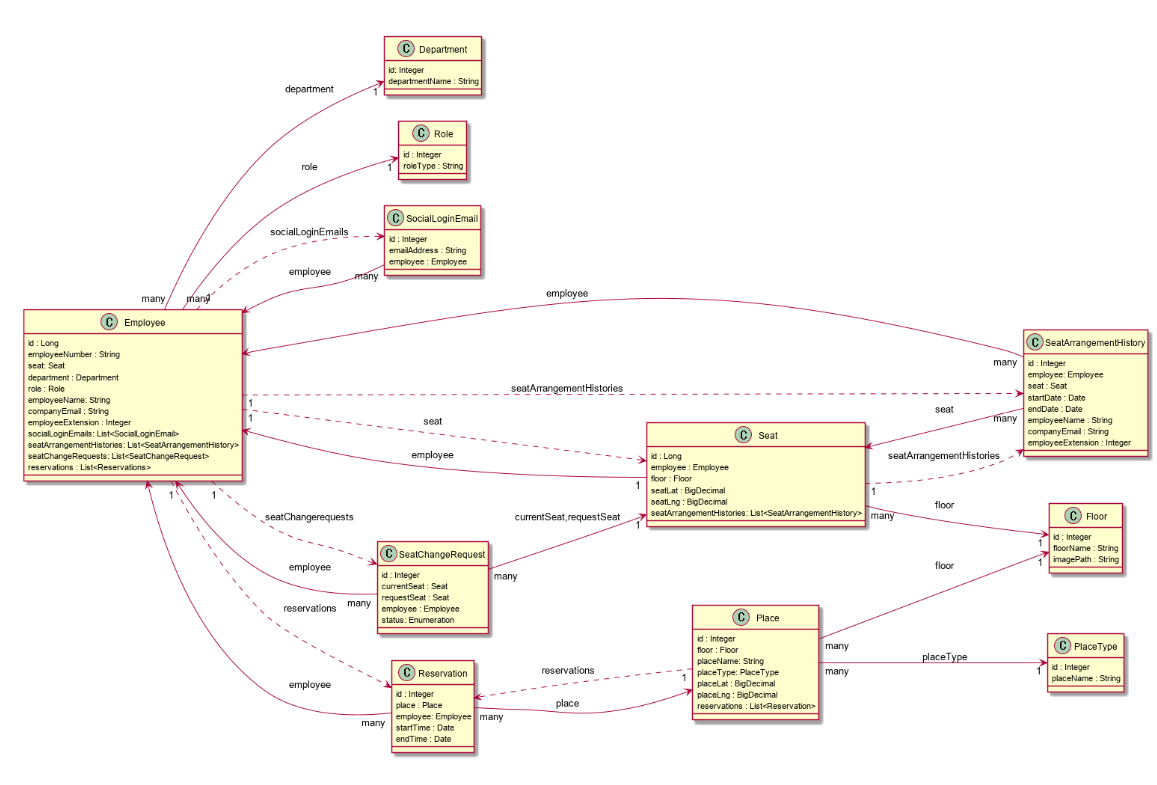 C Department
id: Integer
departmentName : String
department
1
C Role
id : Integer
roleType : String
role
1
C SocialLoginEmail
id : Integer
emailAddress : String
employee : Employee
socialLoginEmails
employee
many
many
many
1
C Employee
id : Long
employeeNumber : String
seat: Seat
department : Department
role : Role
employeeName: String
companyEmail : String
employeeExtension : Integer
socialLoginEmails: List<SocialLoginEmail>
seatArrangementHistories: List<SeatArrangementHistory>
seatChangeRequests: List<SeatChangeRequest>
reservations : List<Reservations>
employee
many
seatArrangementHistories
1
1
seat
employee
1
C SeatArrangementHistory
id : Integer
employee: Employee
seat : Seat
startDate : Date
endDate : Date
employeeName : String
companyEmail : String
employeeExtension : Integer
seat
many
seatArrangementHistories
1
C Seat
id : Long
employee : Employee
floor : Floor
seatLat : BigDecimal
seatLng : BigDecimal
seatArrangementHistories: List<SeatArrangementHistory>
many
floor
1
C Floor
id : Integer
floorName : String
imagePath : String
1
1
1
seatChangerequests
currentSeat,requestSeat
1
many
C SeatChangeRequest
id : Integer
currentSeat : Seat
requestSeat : Seat
employee : Employee
status: Enumeration
employee
many
reservations
floor
many
C Place
id : Integer
floor : Floor
placeName: String
placeType: PlaceType
placeLat : BigDecimal
placeLng : BigDecimal
reservations : List<Reservation>
placeType
many
1
C PlaceType
id : Integer
placeName : String
C Reservation
id : Integer
place : Place
employee: Employee
startTime : Date
endTime : Date
employee
many
reservations
1
place
many